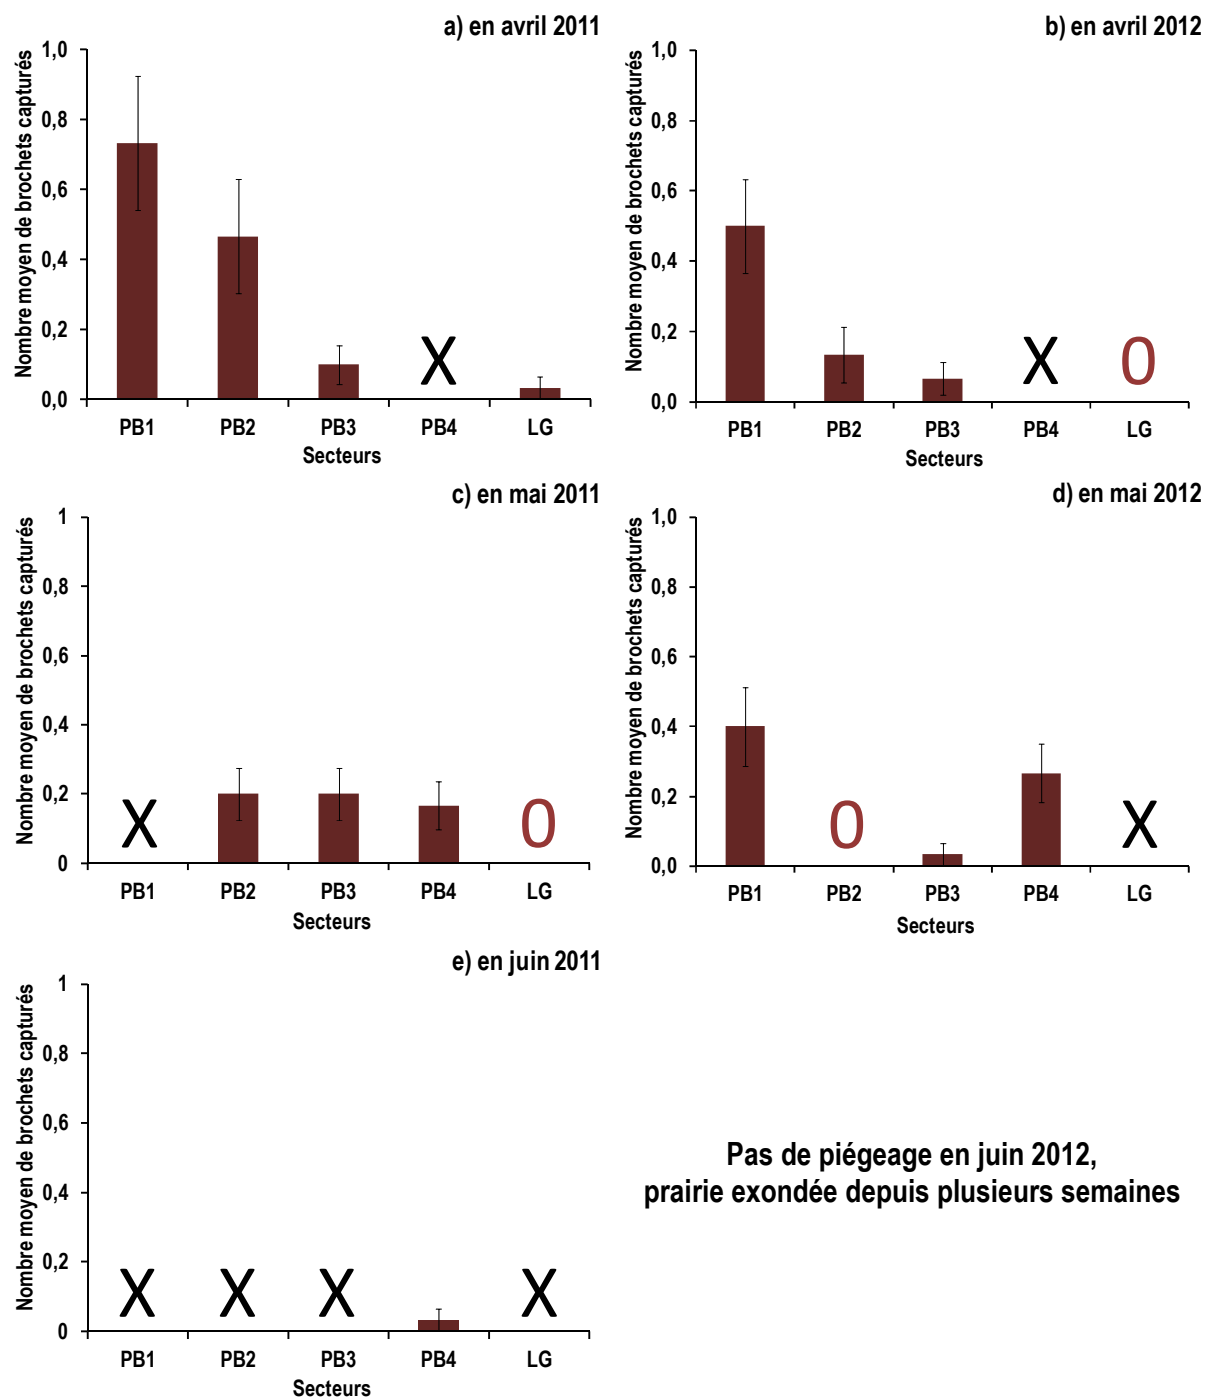 a) en avril 2011
Nombre moyen de brochets capturés
1,0
0,8
0,6
0,4
0,2
0,0
X
PB1 PB2 PB3 PB4 LG
Secteurs
b) en avril 2012
Nombre moyen de brochets capturés
1,0
0,8
0,6
0,4
0,2
0,0
X 0
PB1 PB2 PB3 PB4 LG
Secteurs
c) en mai 2011
Nombre moyen de brochets capturés
1
0,8
0,6
0,4
0,2
0
X 0
PB1 PB2 PB3 PB4 LG
Secteurs
d) en mai 2012
Nombre moyen de brochets capturés
1,0
0,8
0,6
0,4
0,2
0,0
0 X
PB1 PB2 PB3 PB4 LG
Secteurs
e) en juin 2011
Nombre moyen de brochets capturés
1
0,8
0,6
0,4
0,2
0
X X X X
PB1 PB2 PB3 PB4 LG
Secteurs
Pas de piégeage en juin 2012,
prairie exondée depuis plusieurs semaines